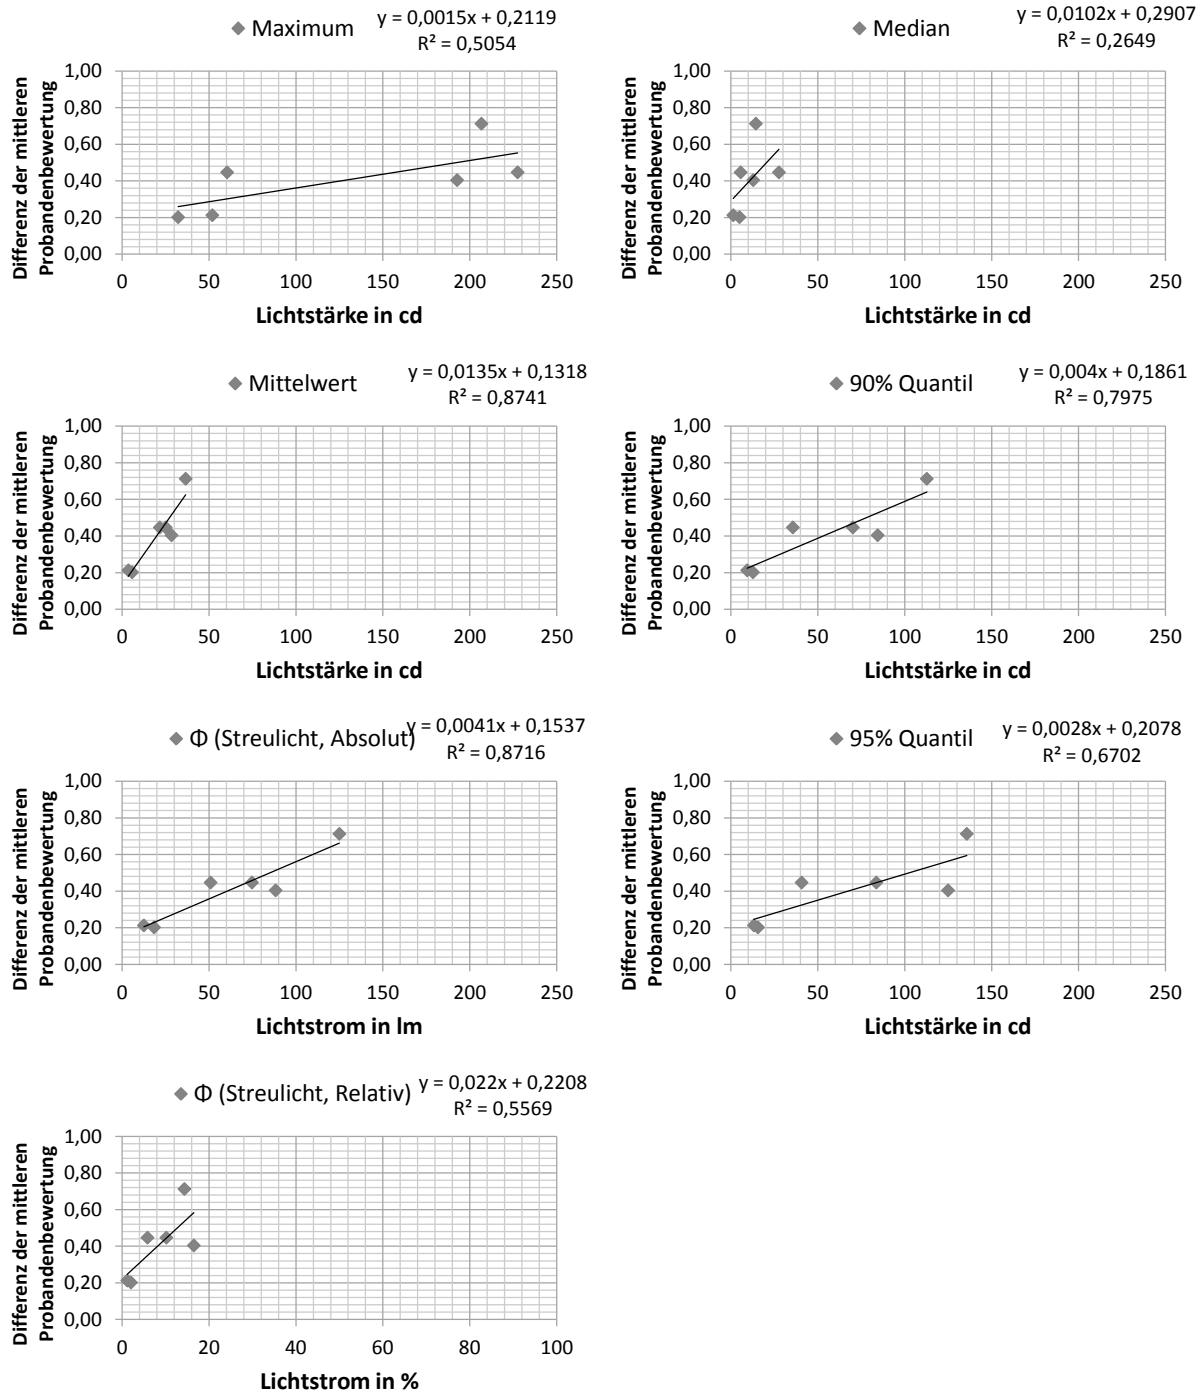 Maximum
y = 0,0015x + 0,2119
R² = 0,5054
Differenz der mittleren
Probandenbewertung
1,00
0,80
0,60
0,40
0,20
0,00
0 50 100 150 200 250
Lichtstärke in cd
Median
y = 0,0102x + 0,2907
R² = 0,2649
Differenz der mittleren
Probandenbewertung
1,00
0,80
0,60
0,40
0,20
0,00
0 50 100 150 200 250
Lichtstärke in cd
Mittelwert
y = 0,0135x + 0,1318
R² = 0,8741
Differenz der mittleren
Probandenbewertung
1,00
0,80
0,60
0,40
0,20
0,00
0 50 100 150 200 250
Lichtstärke in cd
90% Quantil
y = 0,004x + 0,1861
R² = 0,7975
Differenz der mittleren
Probandenbewertung
1,00
0,80
0,60
0,40
0,20
0,00
0 50 100 150 200 250
Lichtstärke in cd
Φ (Streulicht, Absolut)
y = 0,0041x + 0,1537
R² = 0,8716
Differenz der mittleren
Probandenbewertung
1,00
0,80
0,60
0,40
0,20
0,00
0 50 100 150 200 250
Lichtstrom in lm
95% Quantil
y = 0,0028x + 0,2078
R² = 0,6702
Differenz der mittleren
Probandenbewertung
1,00
0,80
0,60
0,40
0,20
0,00
0 50 100 150 200 250
Lichtstärke in cd
Φ (Streulicht, Relativ)
y = 0,022x + 0,2208
R² = 0,5569
Differenz der mittleren
Probandenbewertung
1,00
0,80
0,60
0,40
0,20
0,00
0 20 40 60 80 100
Lichtstrom in %